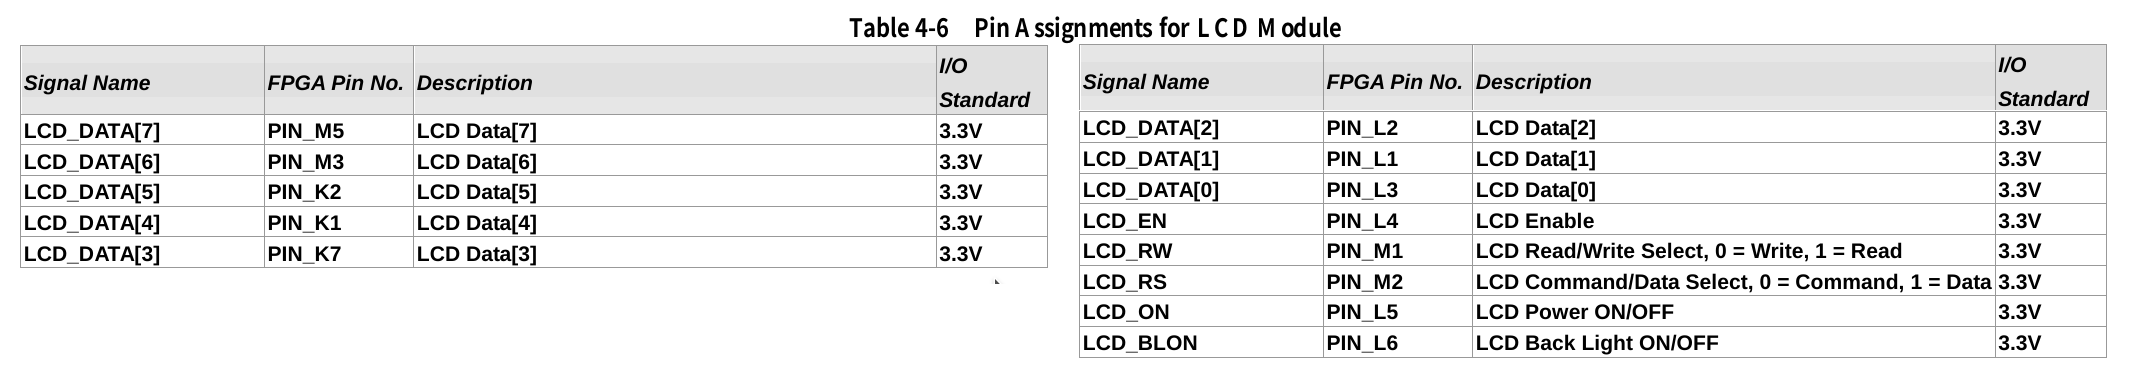 Table 4-6 Pin Assignments for LCD Module
Signal Name FPGA Pin No. Description I/O Standard
LCD_DATA[7] PIN_M5 LCD Data[7] 3.3V
LCD_DATA[6] PIN_M3 LCD Data[6] 3.3V
LCD_DATA[5] PIN_K2 LCD Data[5] 3.3V
LCD_DATA[4] PIN_K1 LCD Data[4] 3.3V
LCD_DATA[3] PIN_K7 LCD Data[3] 3.3V
Signal Name FPGA Pin No. Description I/O Standard
LCD_DATA[2] PIN_L2 LCD Data[2] 3.3V
LCD_DATA[1] PIN_L1 LCD Data[1] 3.3V
LCD_DATA[0] PIN_L3 LCD Data[0] 3.3V
LCD_EN PIN_L4 LCD Enable 3.3V
LCD_RW PIN_M1 LCD Read/Write Select, 0 = Write, 1 = Read 3.3V
LCD_RS PIN_M2 LCD Command/Data Select, 0 = Command, 1 = Data 3.3V
LCD_ON PIN_L5 LCD Power ON/OFF 3.3V
LCD_BLON PIN_L6 LCD Back Light ON/OFF 3.3V